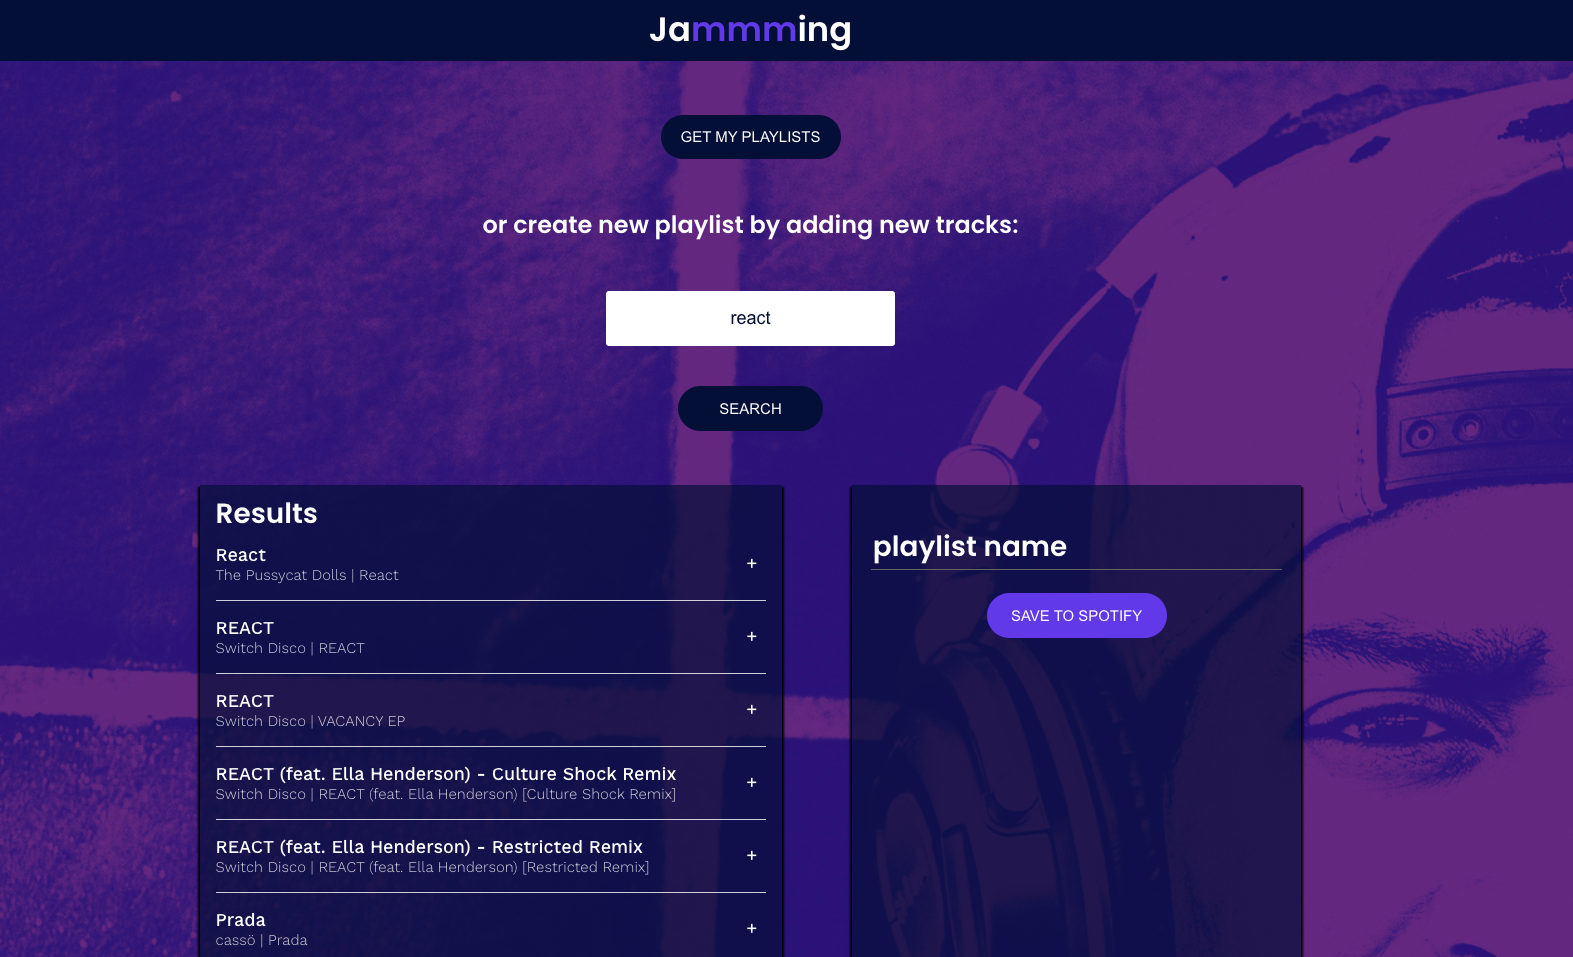 Jammming
GET MY PLAYLISTS
or create new playlist by adding new tracks:
react
SEARCH
Results
React
The Pussycat Dolls | React
+
REACT
Switch Disco | REACT
+
REACT
Switch Disco | VACANCY EP
+
REACT (feat. Ella Henderson) - Culture Shock Remix
Switch Disco | REACT (feat. Ella Henderson) [Culture Shock Remix]
+
REACT (feat. Ella Henderson) - Restricted Remix
Switch Disco | REACT (feat. Ella Henderson) [Restricted Remix]
+
Prada
cassö | Prada
+
playlist name
SAVE TO SPOTIFY